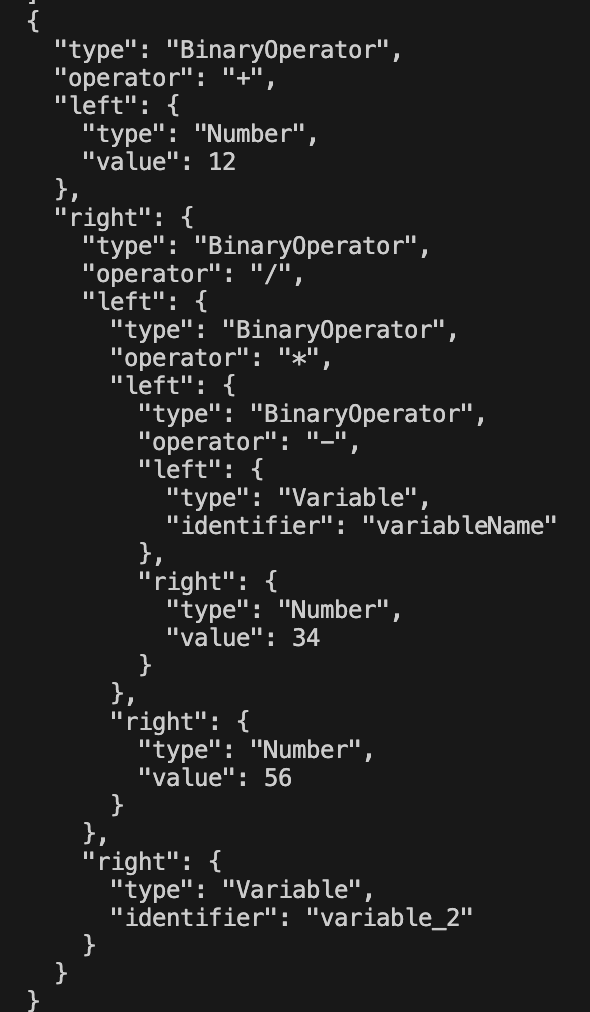 {
  "type": "BinaryOperator",
  "operator": "+",
  "left": {
    "type": "Number",
    "value": 12
  },
  "right": {
    "type": "BinaryOperator",
    "operator": "/",
    "left": {
      "type": "BinaryOperator",
      "operator": "*",
      "left": {
        "type": "BinaryOperator",
        "operator": "-",
        "left": {
          "type": "Variable",
          "identifier": "variableName"
        },
        "right": {
          "type": "Number",
          "value": 34
        }
      },
      "right": {
        "type": "Number",
        "value": 56
      }
    },
    "right": {
      "type": "Variable",
      "identifier": "variable_2"
    }
  }
}